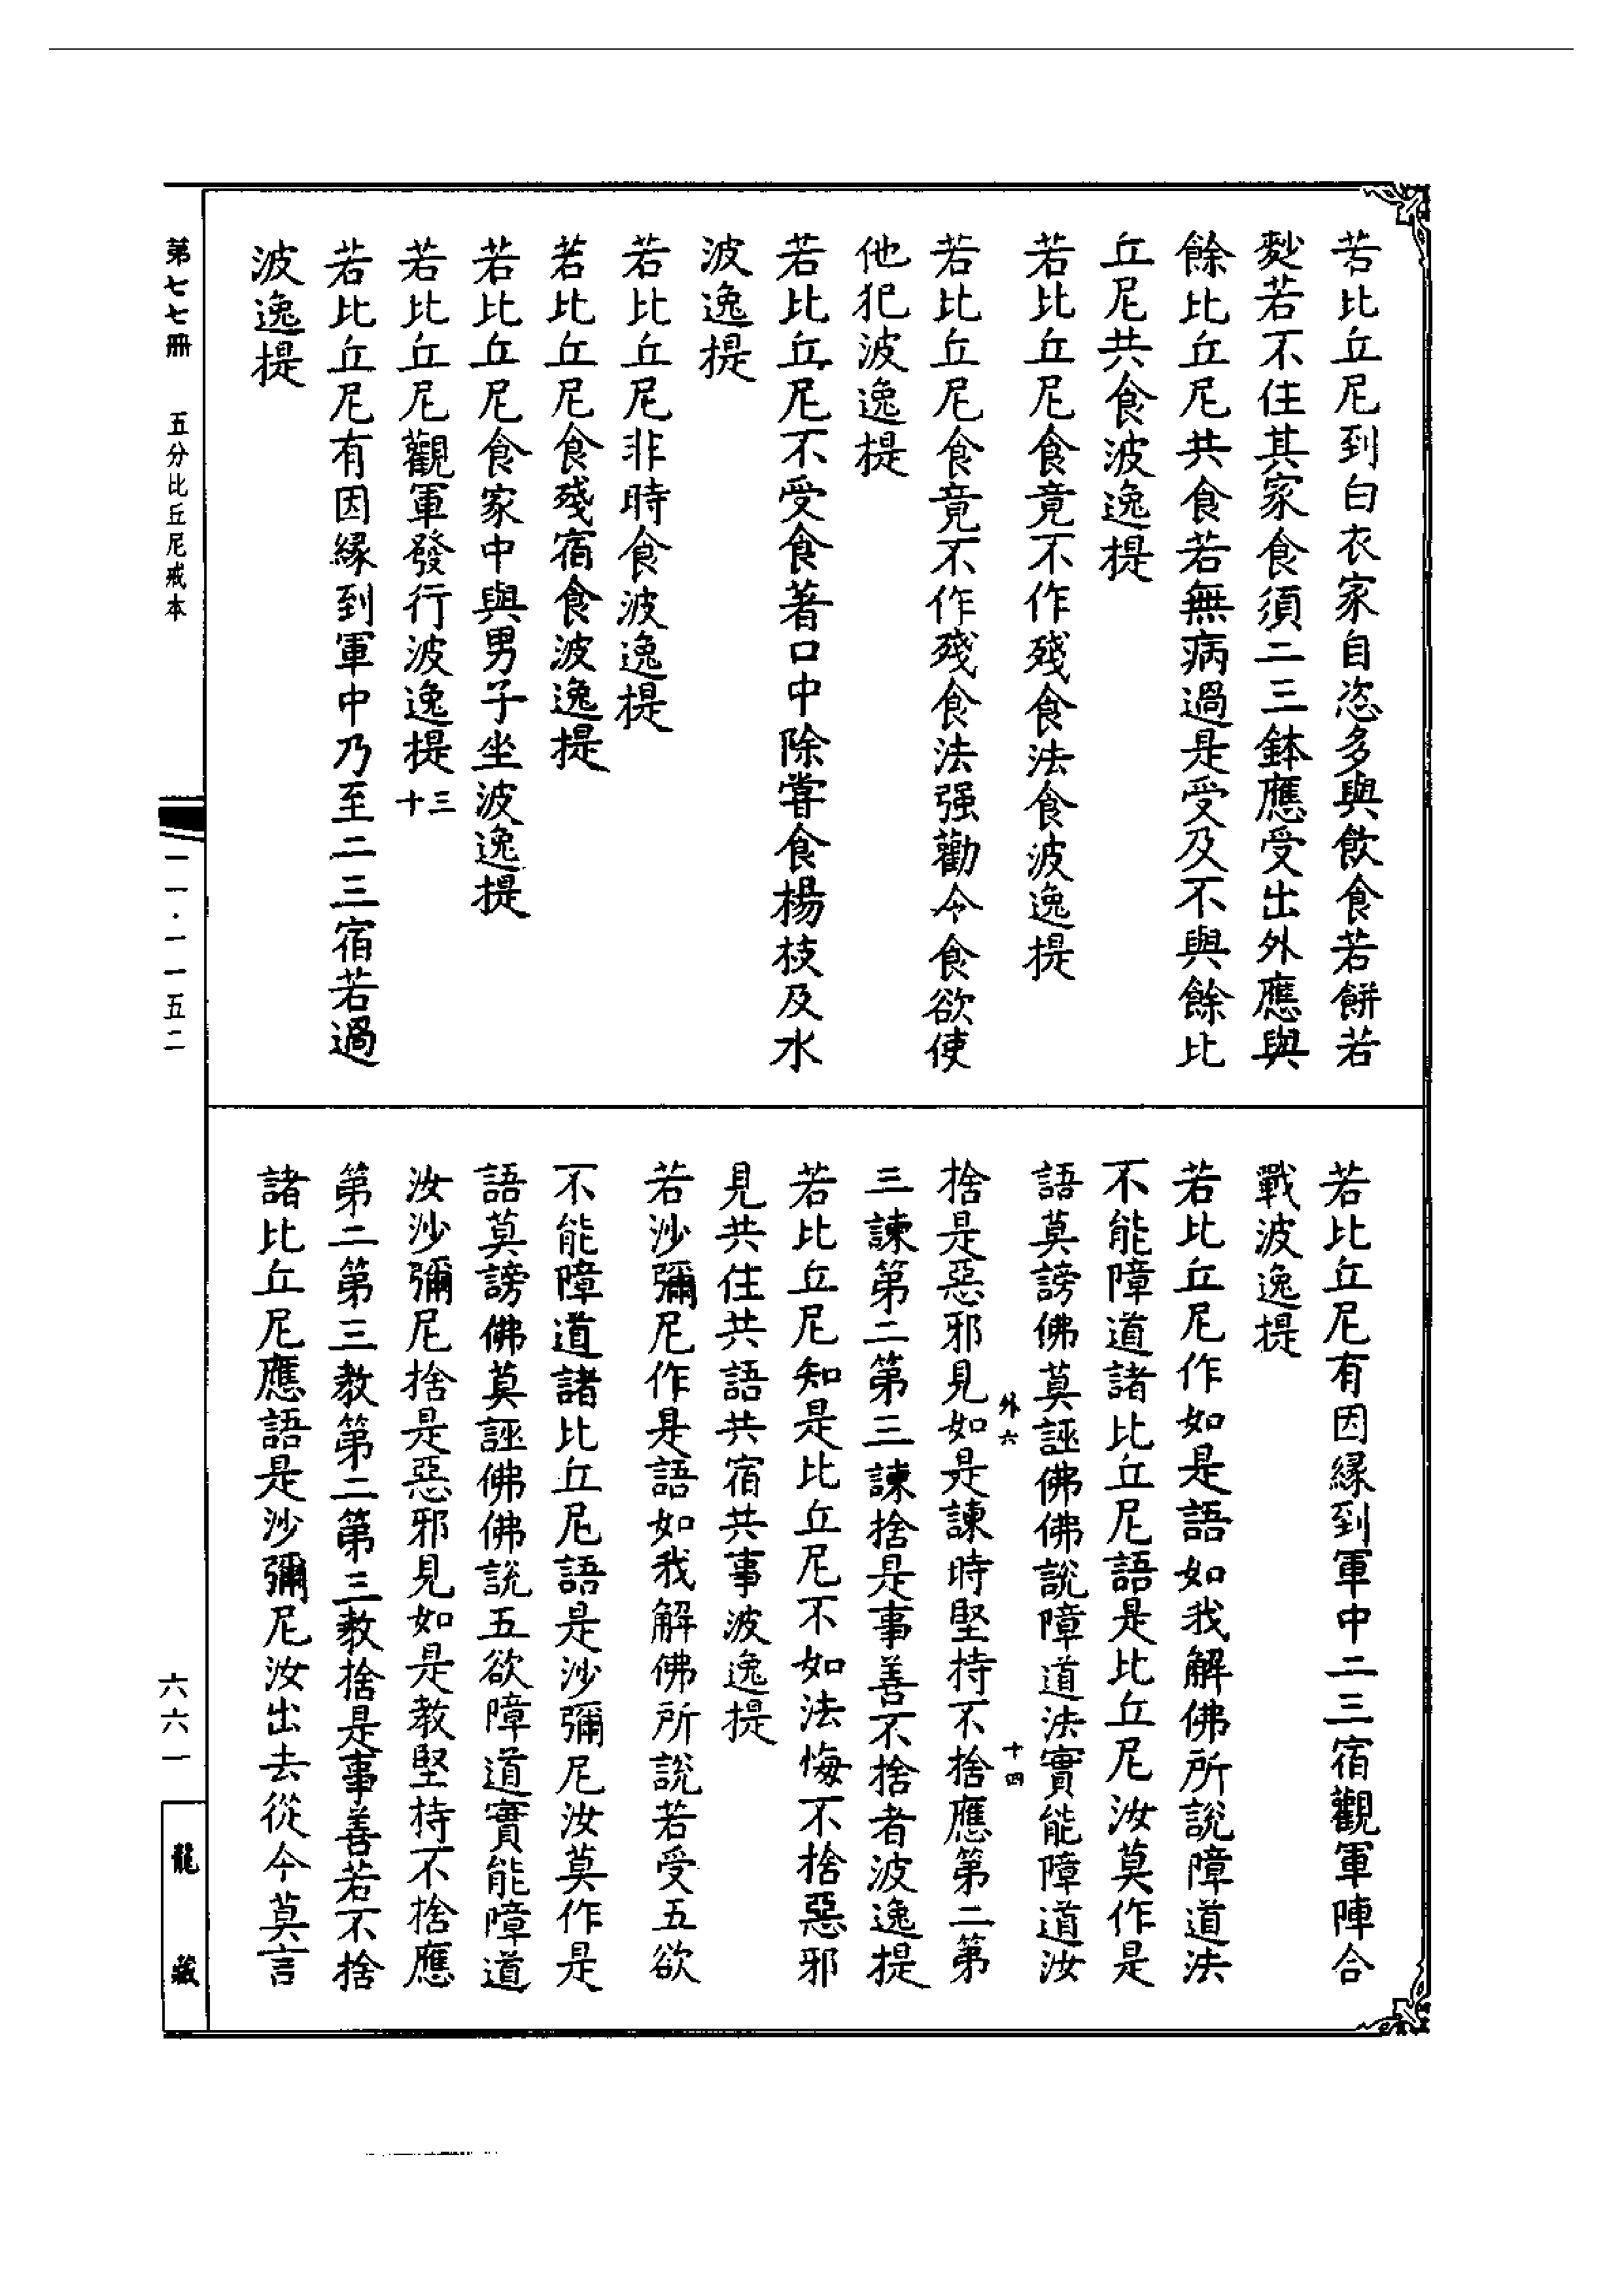 若比丘尼到白衣家自恣多與飲食若餅若
麨若不住其家食須二三鉢應受出外應與
餘比丘尼共食若無病過是受及不與餘比
丘尼共食波逸提
若比丘尼食竟不作殘食法食波逸提
若比丘尼食竟不作殘食法强勸令食欲使
他犯波逸提
若比丘尼不受食著口中除嘗食楊枝及水
波逸提
若比丘尼非時食波逸提
若比丘尼食殘宿食波逸提
若比丘尼食家中與男子坐波逸提
若比丘尼觀軍發行波逸提三十
若比丘尼有因緣到軍中乃至二三宿若過
波逸提
若比丘尼有因緣到軍中二三宿觀軍陣合
戰波逸提
若比丘尼作如是語如我解佛所說障道法
不能障道諸比丘尼語是比丘尼汝莫作是
語莫謗佛莫誣佛佛說障道法實能障道汝
外六 十四
捨是惡邪見如是諫時堅持不捨應第二第
三諫第二第三諫捨是事善不捨者波逸提
若比丘尼知是比丘尼不如法悔不捨惡邪
見共住共語共宿共事波逸提
若沙彌尼作是語如我解佛所說若受五欲
不能障道諸比丘尼語是沙彌尼汝莫作是
語莫謗佛莫誣佛佛說五欲障道實能障道
汝沙彌尼捨是惡邪見如是教堅持不捨應
第二第三教第二第三教捨是事善若不捨
諸比丘尼應語是沙彌尼汝出去從今莫言
第七七冊 五分比丘尼戒本
一一·一一五二
六六一
龍藏